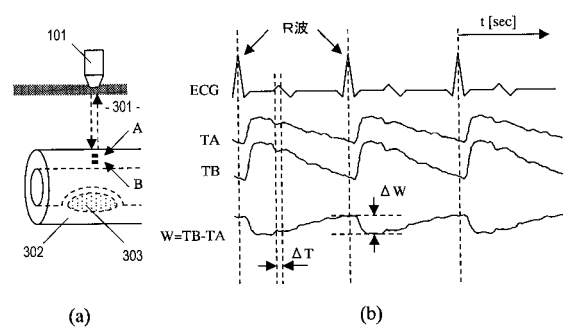 101
- 301 -
A
B
302
303
(a)
R波
t [sec]
ECG
TA
TB
ΔW
W=TB-TA
ΔT
(b)